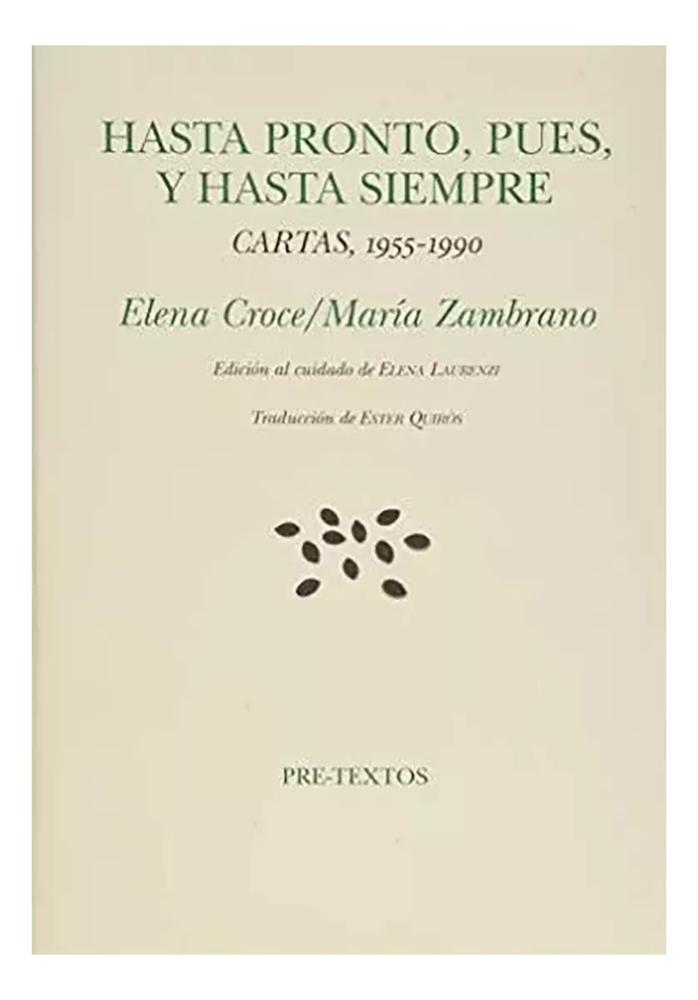 HASTA PRONTO, PUES,
Y HASTA SIEMPRE
CARTAS, 1955-1990
Elena Croce/María Zambrano
Edición al cuidado de ELENA LAURENZI
Traducción de ESTER QUIRÓS
PRE-TEXTOS